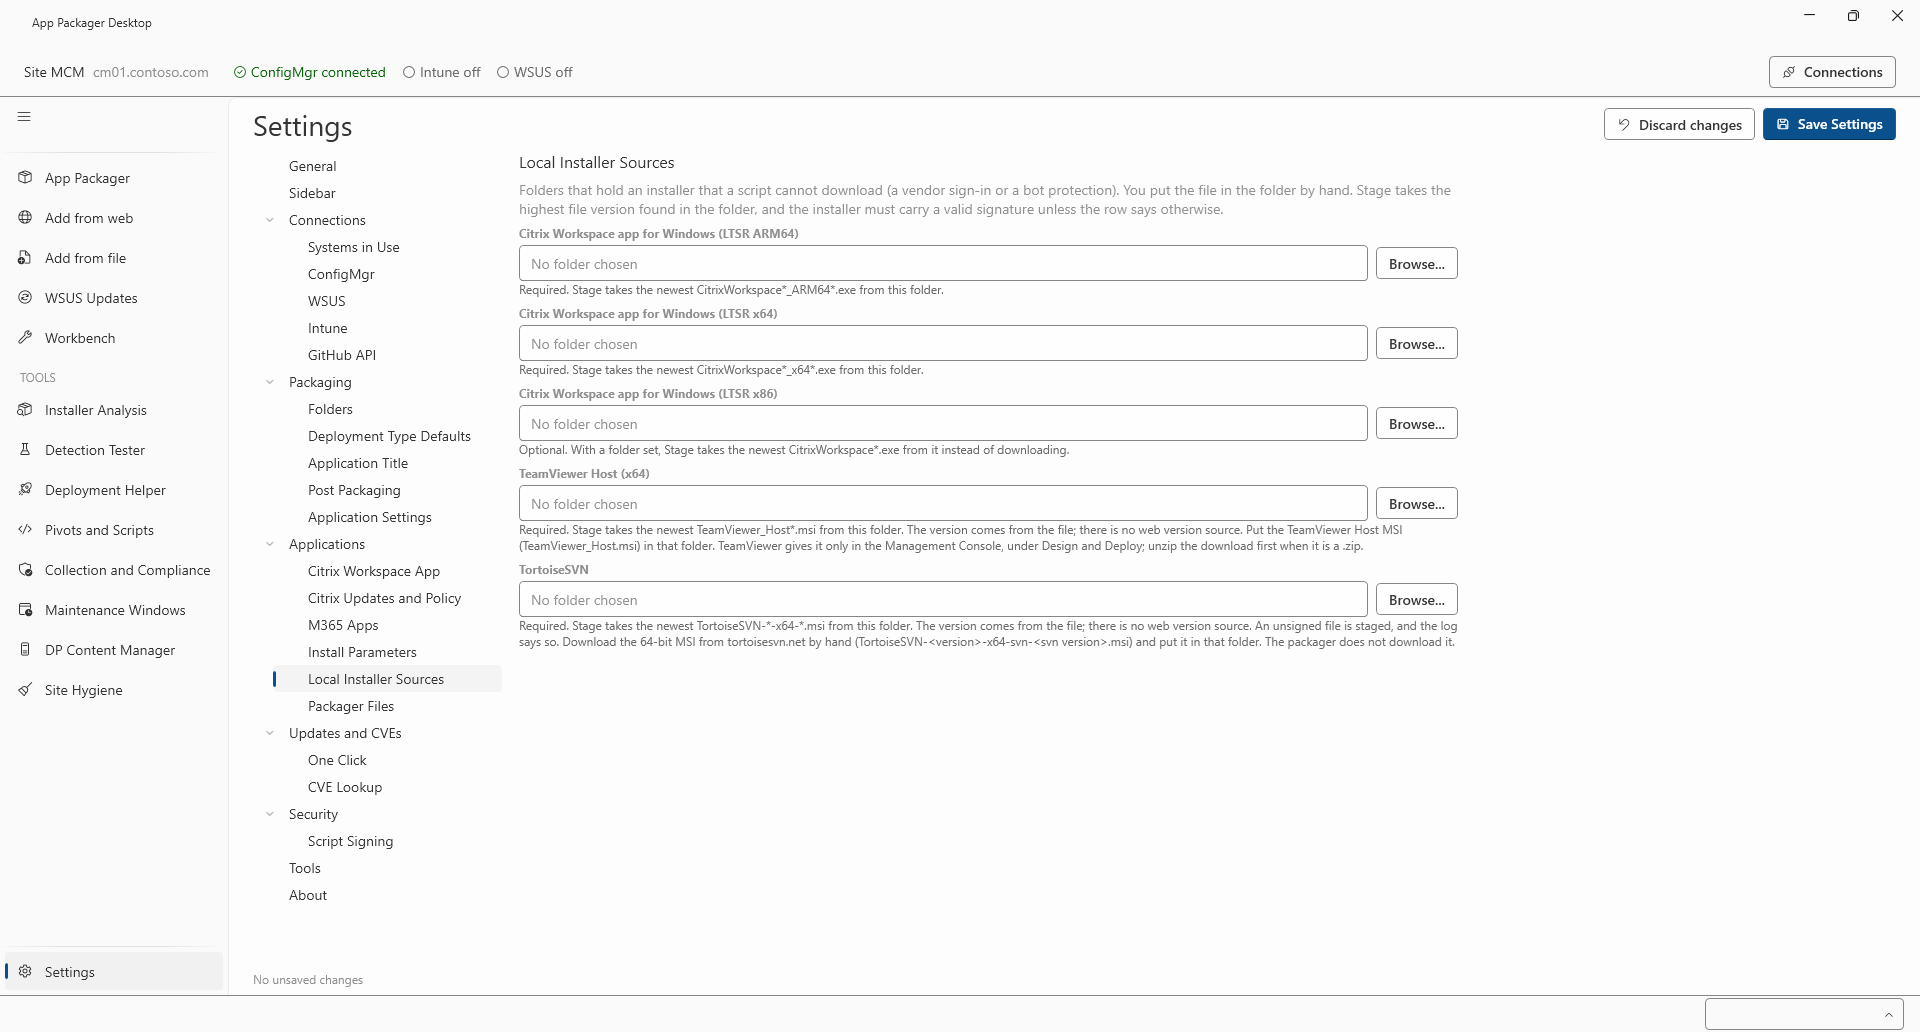 App Packager Desktop
Site MCM cm01.contoso.com ConfigMgr connected Intune off WSUS off Connections
Settings
Discard changes
Save Settings
App Packager
Add from web
Add from file
WSUS Updates
Workbench
TOOLS
Installer Analysis
Detection Tester
Deployment Helper
Pivots and Scripts
Collection and Compliance
Maintenance Windows
DP Content Manager
Site Hygiene
Settings
General
Sidebar
Connections
Systems in Use
ConfigMgr
WSUS
Intune
GitHub API
Packaging
Folders
Deployment Type Defaults
Application Title
Post Packaging
Application Settings
Applications
Citrix Workspace App
Citrix Updates and Policy
M365 Apps
Install Parameters
Local Installer Sources
Packager Files
Updates and CVEs
One Click
CVE Lookup
Security
Script Signing
Tools
About
No unsaved changes
Local Installer Sources
Folders that hold an installer that a script cannot download (a vendor sign-in or a bot protection). You put the file in the folder by hand. Stage takes the
highest file version found in the folder, and the installer must carry a valid signature unless the row says otherwise.
Citrix Workspace app for Windows (LTSR ARM64)
No folder chosen Browse...
Required. Stage takes the newest CitrixWorkspace*_ARM64*.exe from this folder.
Citrix Workspace app for Windows (LTSR x64)
No folder chosen Browse...
Required. Stage takes the newest CitrixWorkspace*_x64*.exe from this folder.
Citrix Workspace app for Windows (LTSR x86)
No folder chosen Browse...
Optional. With a folder set, Stage takes the newest CitrixWorkspace*.exe from it instead of downloading.
TeamViewer Host (x64)
No folder chosen Browse...
Required. Stage takes the newest TeamViewer_Host*.msi from this folder. The version comes from the file; there is no web version source. Put the TeamViewer Host MSI
(TeamViewer_Host.msi) in that folder. TeamViewer gives it only in the Management Console, under Design and Deploy; unzip the download first when it is a .zip.
TortoiseSVN
No folder chosen Browse...
Required. Stage takes the newest TortoiseSVN-*-x64-*.msi from this folder. The version comes from the file; there is no web version source. An unsigned file is staged, and the log
says so. Download the 64-bit MSI from tortoisesvn.net by hand (TortoiseSVN-<version>-x64-svn-<svn version>.msi) and put it in that folder. The packager does not download it.